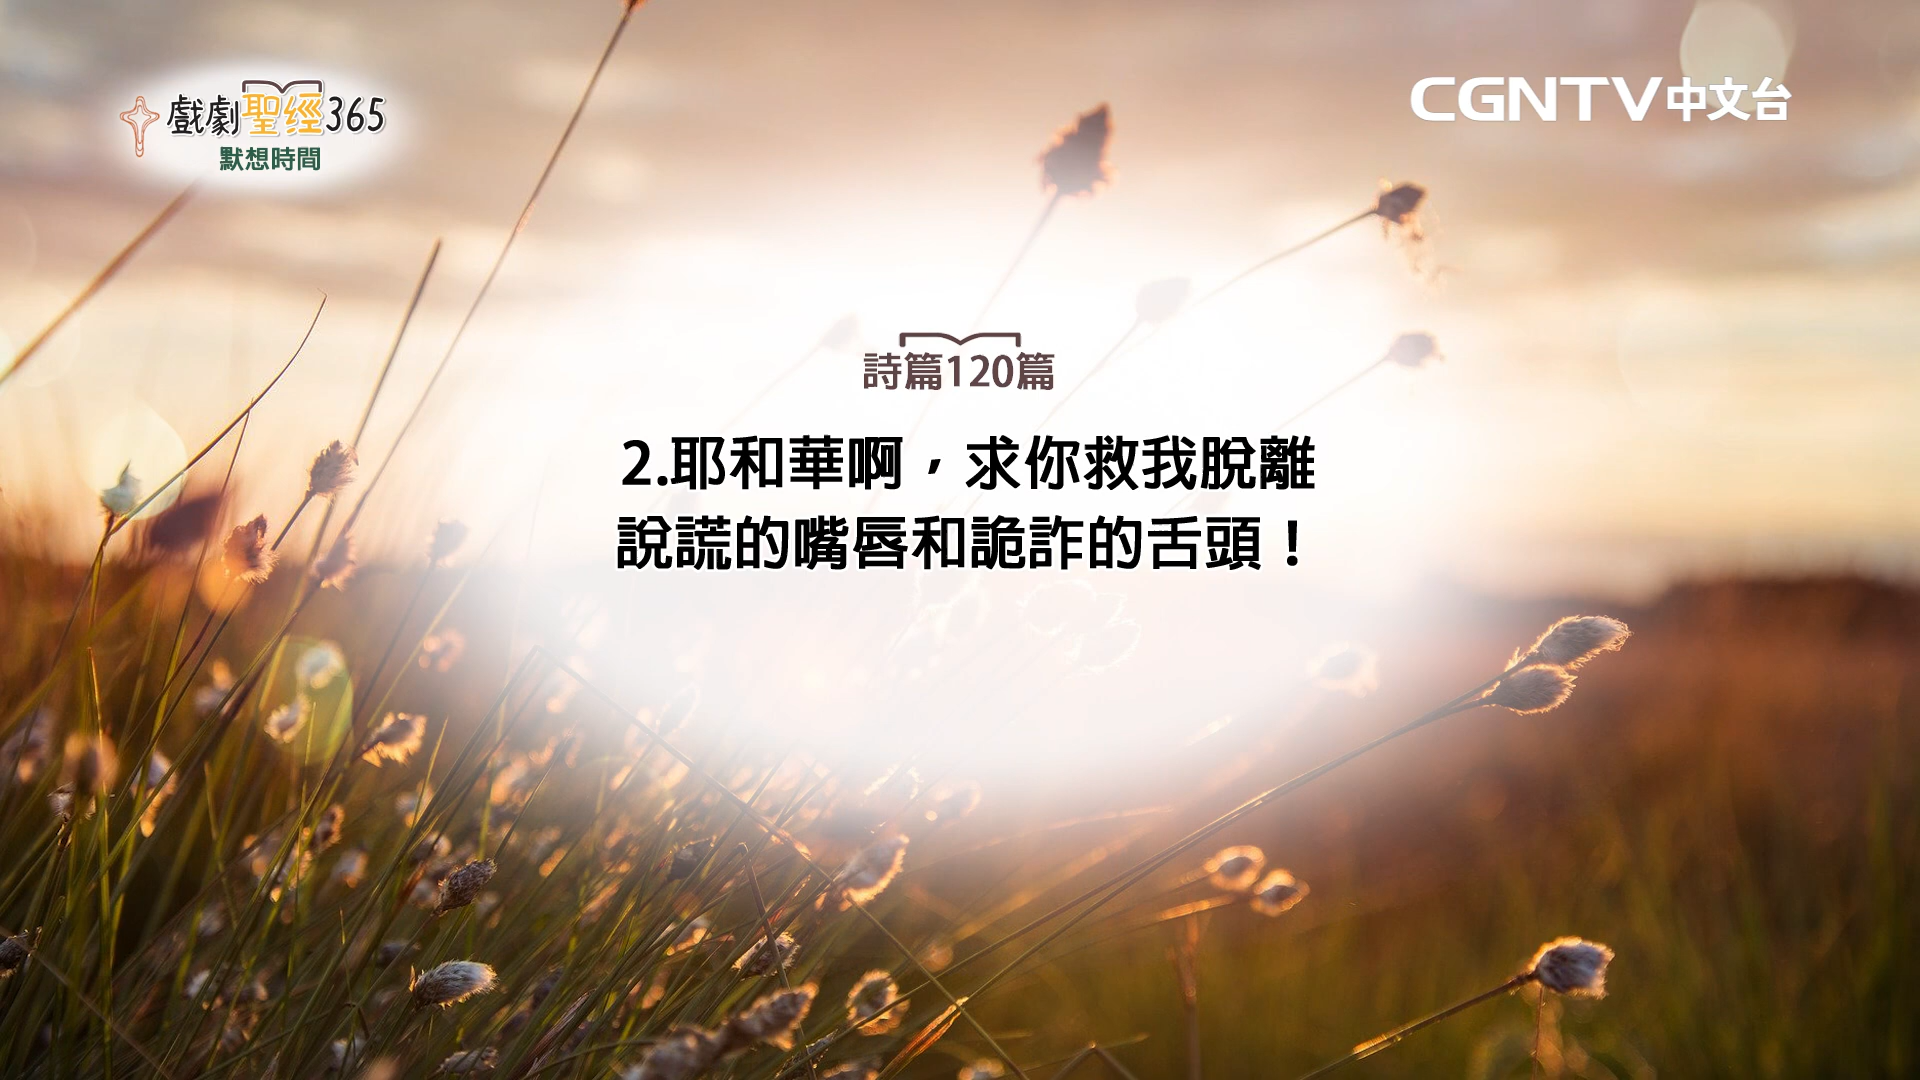 戲劇聖經365
默想時間
CGNTV中文台
詩篇120篇
2.耶和華啊，求你救我脫離
說謊的嘴唇和詭詐的舌頭！